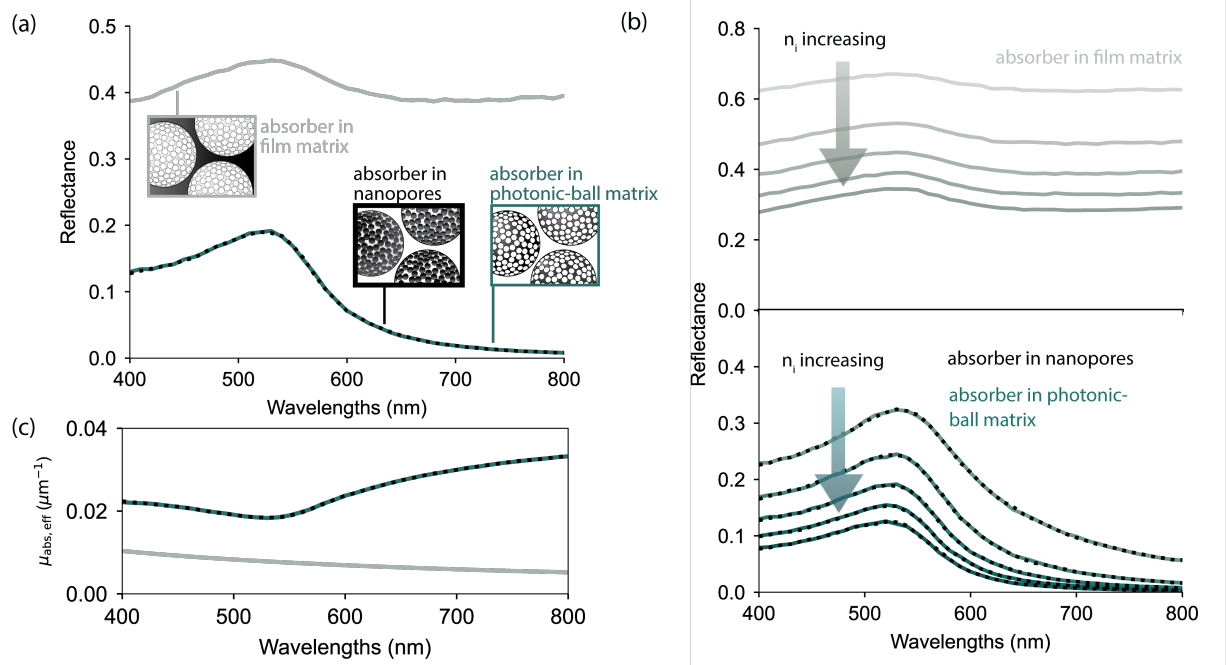 (a)
0.5
0.4
0.3
0.2
0.1
0.0
Reflectance
absorber in
film matrix
absorber in
nanopores
absorber in
photonic-ball matrix
400
500
600
700
800
Wavelengths (nm)
(b)
0.8
0.6
0.4
0.2
0.0
n_i increasing
absorber in film matrix
Reflectance
0.4
0.3
0.2
0.1
0.0
n_i increasing
absorber in nanopores
absorber in photonic-
ball matrix
400
500
600
700
800
Wavelengths (nm)
(c)
0.04
0.02
0.00
μ_abs, eff (μm⁻¹)
400
500
600
700
800
Wavelengths (nm)